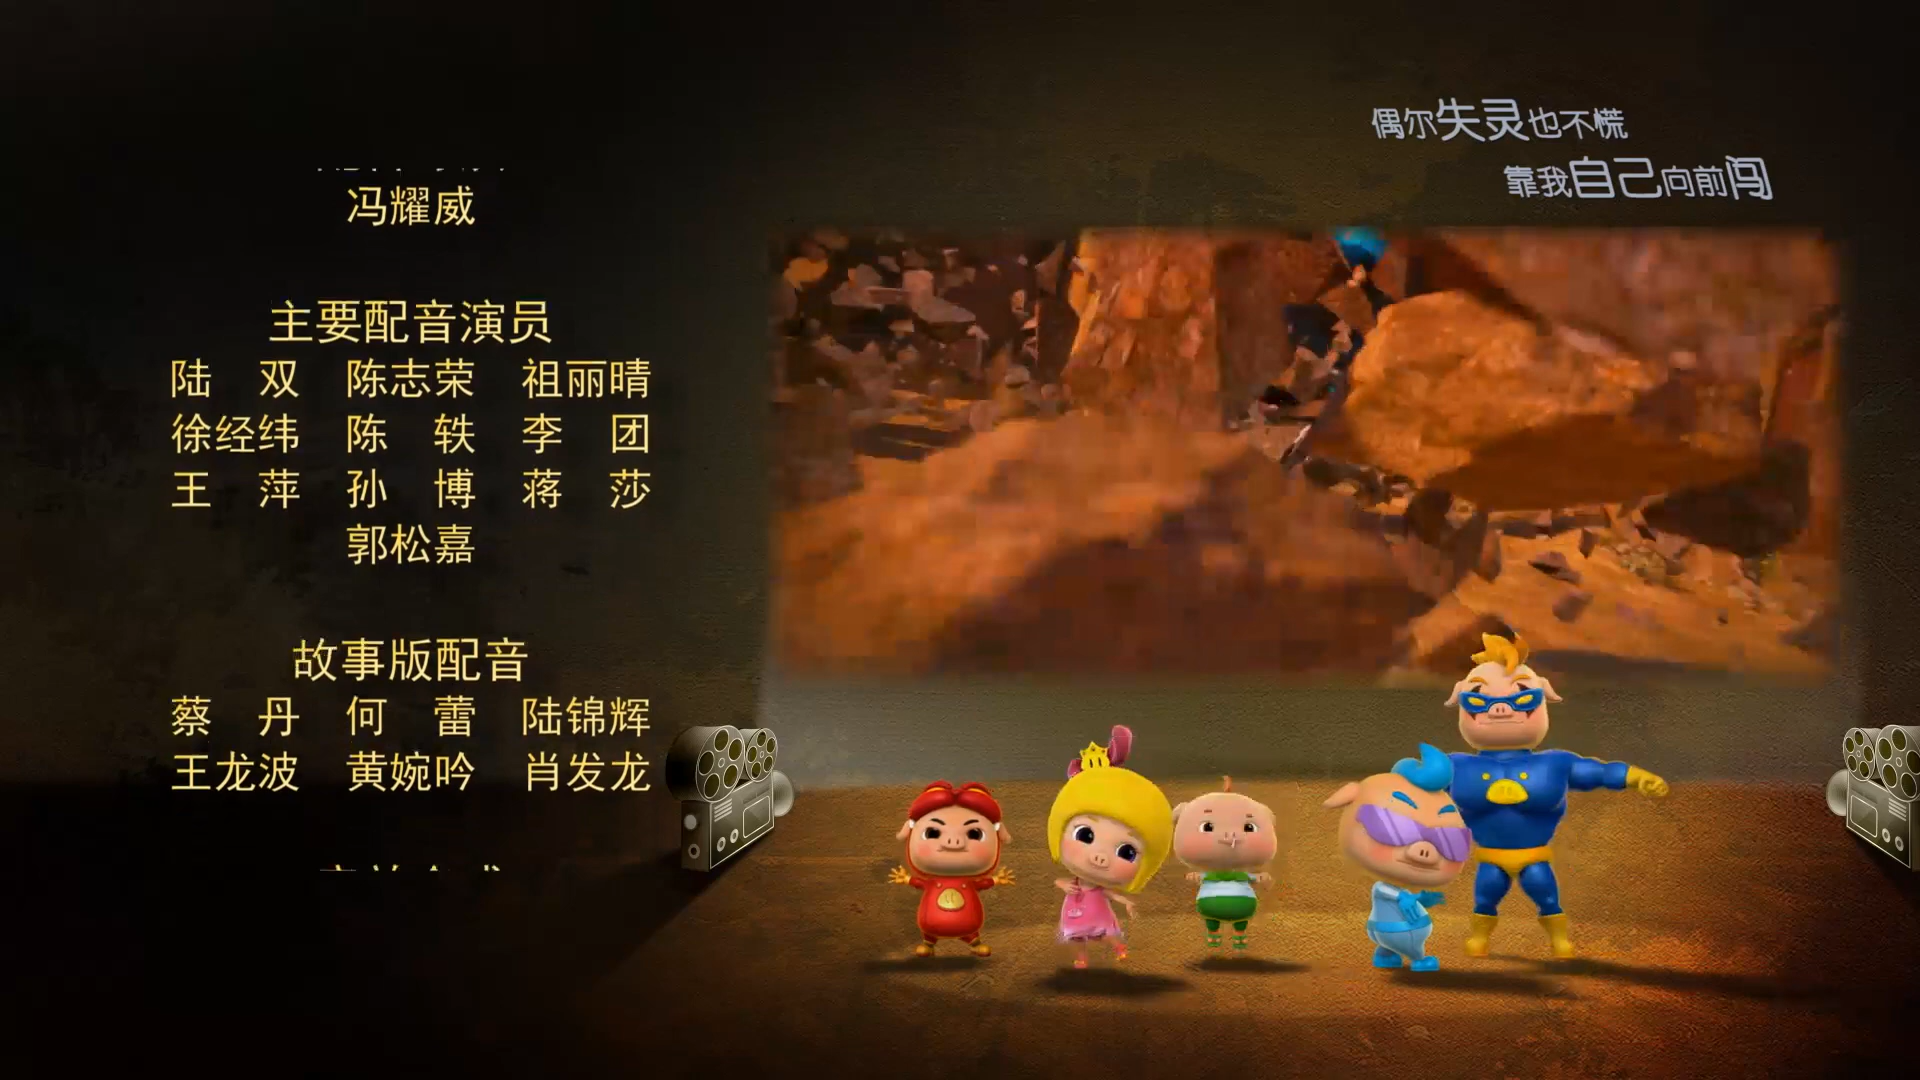 冯耀威
主要配音演员
陆 双 陈志荣 祖丽晴
徐经纬 陈 轶 李 团
王 萍 孙 博 蒋 莎
郭松嘉
故事版配音
蔡 丹 何 蕾 陆锦辉
王龙波 黄婉吟 肖发龙
偶尔失灵也不慌
靠我自己向前闯